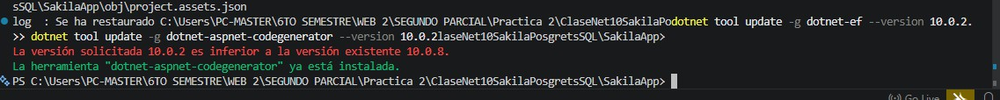 sSQL\SakilaApp\obj\project.assets.json
log  : Se ha restaurado C:\Users\PC-MASTER\6TO SEMESTRE\WEB 2\SEGUNDO PARCIAL\Practica 2\ClaseNet10SakilaPodotnet tool update -g dotnet-ef --version 10.0.2.
>> dotnet tool update -g dotnet-aspnet-codegenerator --version 10.0.2laseNet10SakilaPosgretsSQL\SakilaApp>
La versión solicitada 10.0.2 es inferior a la versión existente 10.0.8.
La herramienta "dotnet-aspnet-codegenerator" ya está instalada.
PS C:\Users\PC-MASTER\6TO SEMESTRE\WEB 2\SEGUNDO PARCIAL\Practica 2\ClaseNet10SakilaPosgretsSQL\SakilaApp>
Go Live